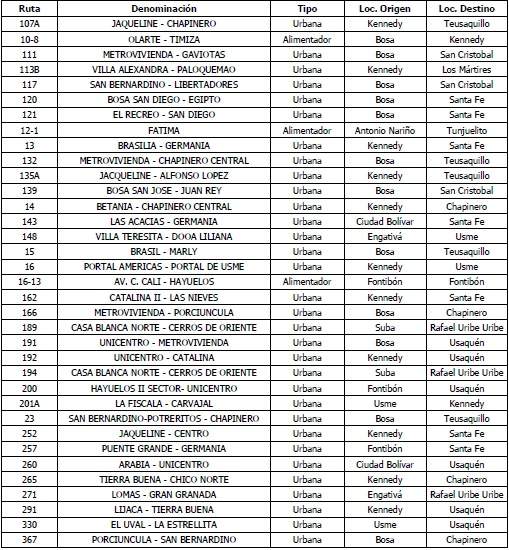 Ruta Denominación Tipo Loc. Origen Loc. Destino
107A JAQUELINE - CHAPINERO Urbana Kennedy Teusaquillo
10-8 OLARTE - TIMIZA Alimentador Bosa Kennedy
111 METROVIVENDA - GAVIOTAS Urbana Bosa San Cristobal
113B VILLA ALEXANDRA - PALOQUEMAO Urbana Kennedy Los Mártires
117 SAN BERNARDINO - LIBERTADORES Urbana Bosa San Cristobal
120 BOSA SAN DIEGO - EGIPTO Urbana Bosa Santa Fe
121 EL RECREO - SAN DIEGO Urbana Bosa Santa Fe
12-1 FATIMA Alimentador Antonio Nariño Tunjuelito
13 BRASILIA - GERMANIA Urbana Kennedy Santa Fe
132 METROVIVIENDA - CHAPINERO CENTRAL Urbana Bosa Teusaquillo
135A JACQUELINE - ALFONSO LOPEZ Urbana Kennedy Teusaquillo
139 BOSA SAN JOSE - JUAN REY Urbana Bosa San Cristobal
14 BETANIA - CHAPINERO CENTRAL Urbana Kennedy Chapinero
143 LAS ACACIAS - GERMANIA Urbana Ciudad Bolívar Santa Fe
148 VILLA TERESITA - DOOA LILIANA Urbana Engativá Usme
15 BRASIL - MARLY Urbana Bosa Teusaquillo
16 PORTAL AMERICAS - PORTAL DE USME Urbana Kennedy Usme
16-13 AV. C. CALI - HAYUELOS Alimentador Fontibón Fontibón
162 CATALINA II - LAS NIEVES Urbana Kennedy Santa Fe
166 METROVIVIENDA - PORCIUNCULA Urbana Bosa Chapinero
189 CASA BLANCA NORTE - CERROS DE ORIENTE Urbana Suba Rafael Uribe Uribe
191 UNICENTRO - METROVIVIENDA Urbana Bosa Usaquén
192 UNICENTRO - CATALINA Urbana Kennedy Usaquén
194 CASA BLANCA NORTE - CERROS DE ORIENTE Urbana Suba Rafael Uribe Uribe
200 HAYUELOS II SECTOR- UNICENTRO Urbana Fontibón Usaquén
201A LA FISCALA - CARVAJAL Urbana Usme Kennedy
23 SAN BERNARDINO-POTRERITOS - CHAPINERO Urbana Bosa Teusaquillo
252 JAQUELINE - CENTRO Urbana Kennedy Santa Fe
257 PUENTE GRANDE - GERMANIA Urbana Fontibón Santa Fe
260 ARABIA - UNICENTRO Urbana Ciudad Bolívar Usaquén
265 TIERRA BUENA - CHICO NORTE Urbana Kennedy Chapinero
271 LOMAS - GRAN GRANADA Urbana Engativá Rafael Uribe Uribe
291 LIJACA - TIERRA BUENA Urbana Kennedy Usaquén
330 EL UVAL - LA ESTRELLITA Urbana Usme Usaquén
367 PORCIUNCULA - SAN BERNARDINO Urbana Bosa Chapinero